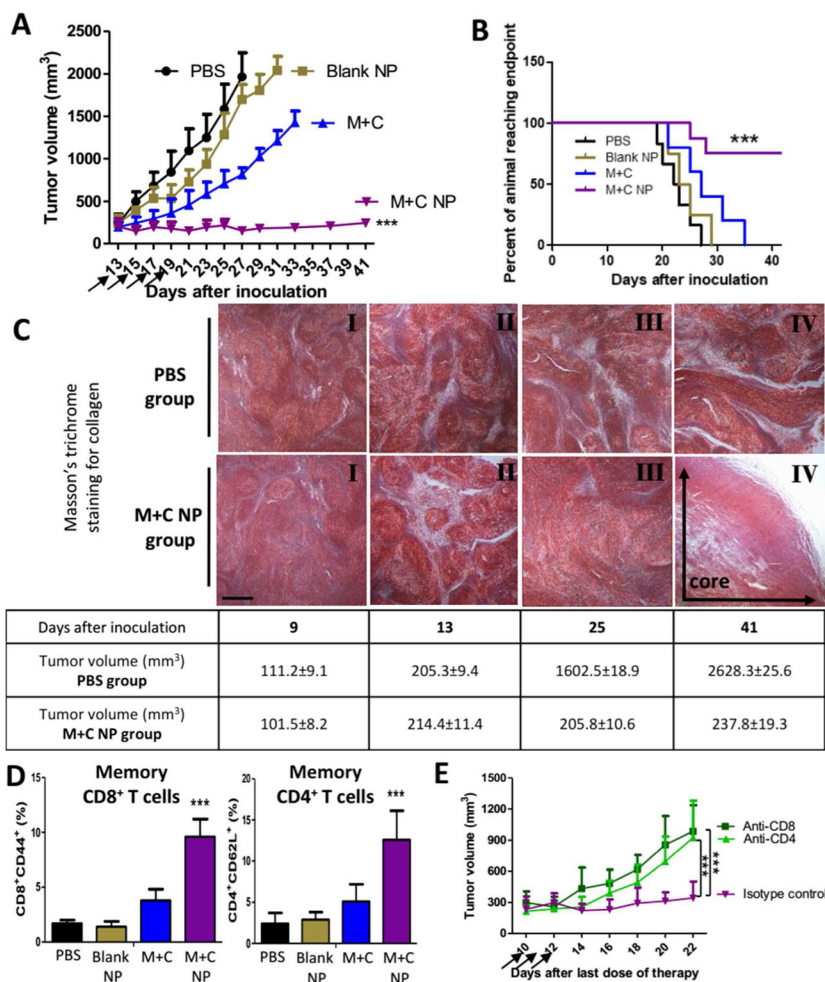 A
Tumor volume (mm³)
2500
2000
1500
1000
500
0
PBS
Blank NP
M+C
M+C NP
***
13 15 17 19 21 23 25 27 29 31 33 35 37 39 41
Days after inoculation
B
Percent of animal reaching endpoint
150
100
50
0
PBS
Blank NP
M+C
M+C NP
***
0 10 20 30 40
Days after inoculation
C
Masson's trichrome
staining for collagen
PBS
group
I II III IV
M+C NP
group
I II III IV
core
Days after inoculation 9 13 25 41
Tumor volume (mm³)
PBS group
111.2±9.1 205.3±9.4 1602.5±18.9 2628.3±25.6
Tumor volume (mm³)
M+C NP group
101.5±8.2 214.4±11.4 205.8±10.6 237.8±19.3
D
Memory
CD8⁺ T cells
CD8⁺CD44⁺ (%)
15
10
5
0
***
PBS Blank NP M+C M+C NP
Memory
CD4⁺ T cells
CD4⁺CD62L⁺ (%)
20
15
10
5
0
***
PBS Blank NP M+C M+C NP
E
Tumor volume (mm³)
1500
1200
900
600
300
0
Anti-CD8
Anti-CD4
Isotype control
***
***
10 12 14 16 18 20 22
Days after last dose of therapy